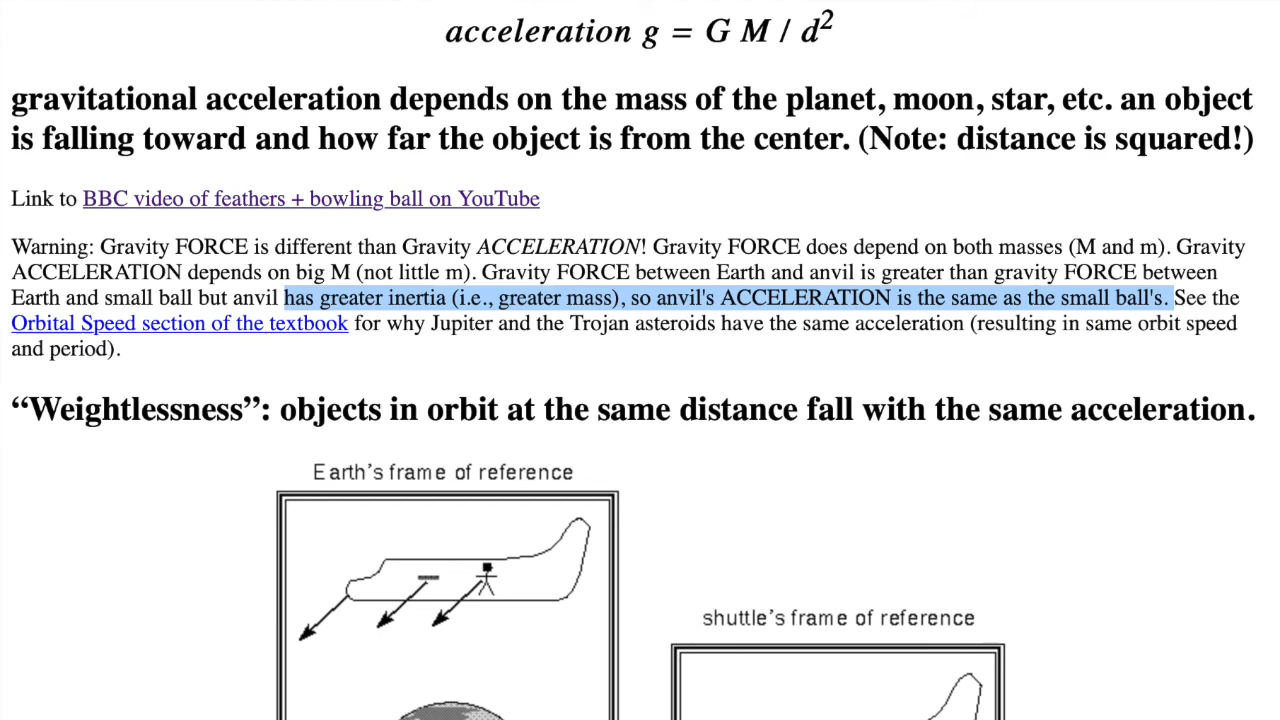 acceleration g = G M / d²
gravitational acceleration depends on the mass of the planet, moon, star, etc. an object
is falling toward and how far the object is from the center. (Note: distance is squared!)
Link to BBC video of feathers + bowling ball on YouTube
Warning: Gravity FORCE is different than Gravity ACCELERATION! Gravity FORCE does depend on both masses (M and m). Gravity
ACCELERATION depends on big M (not little m). Gravity FORCE between Earth and anvil is greater than gravity FORCE between
Earth and small ball but anvil has greater inertia (i.e., greater mass), so anvil's ACCELERATION is the same as the small ball's. See the
Orbital Speed section of the textbook for why Jupiter and the Trojan asteroids have the same acceleration (resulting in same orbit speed
and period).
“Weightlessness”: objects in orbit at the same distance fall with the same acceleration.
Earth's frame of reference
shuttle's frame of reference